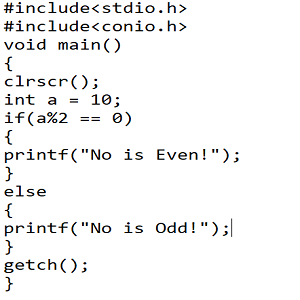 #include<stdio.h>
#include<conio.h>
void main()
{
clrscr();
int a = 10;
if(a%2 == 0)
{
printf("No is Even!");
}
else
{
printf("No is Odd!");
}
getch();
}